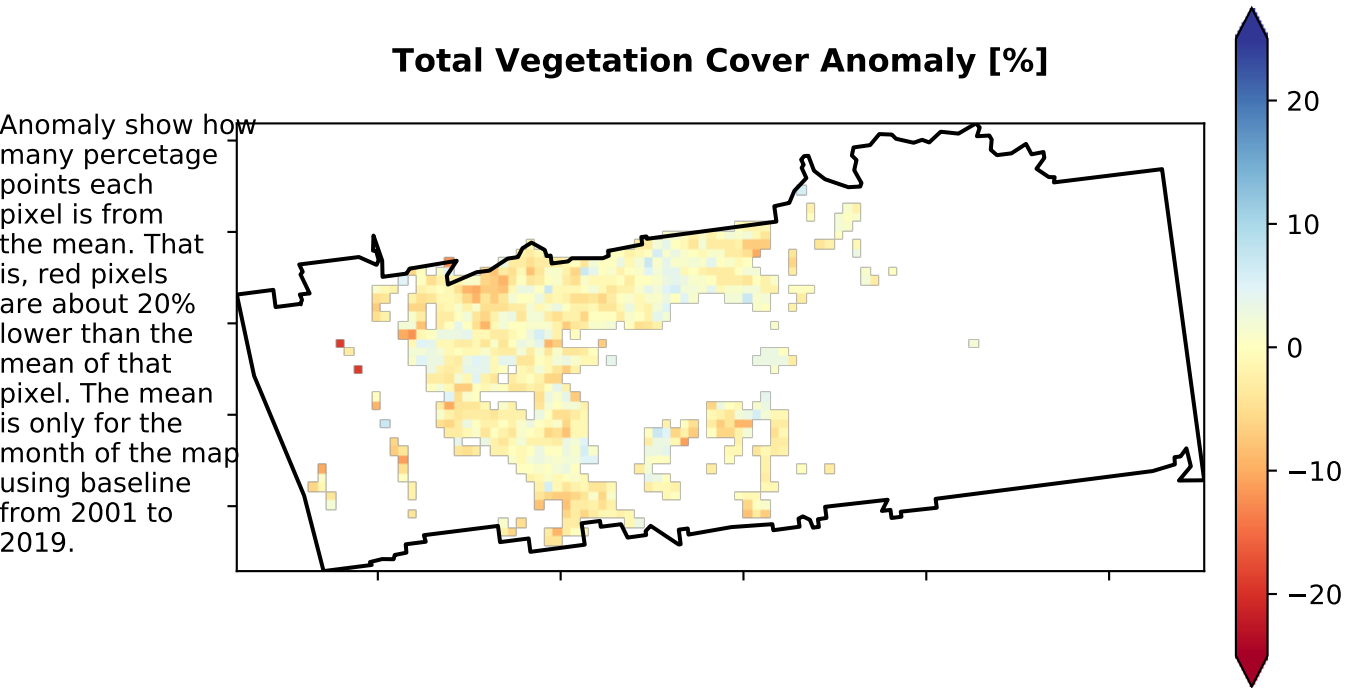 Total Vegetation Cover Anomaly [%]
Anomaly show how
many percetage
points each
pixel is from
the mean. That
is, red pixels
are about 20%
lower than the
mean of that
pixel. The mean
is only for the
month of the map
using baseline
from 2001 to
2019.
20
10
0
−10
−20